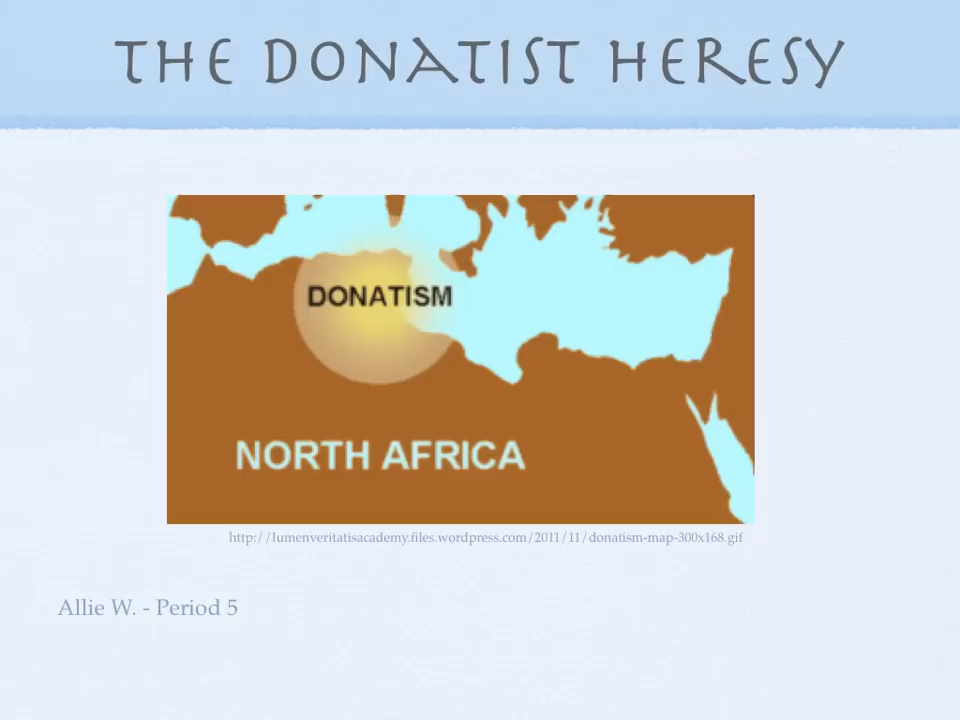 THE DONATIST HERESY
DONATISM
NORTH AFRICA
http://lumenveritatisacademy.files.wordpress.com/2011/11/donatism-map-300x168.gif
Allie W. - Period 5